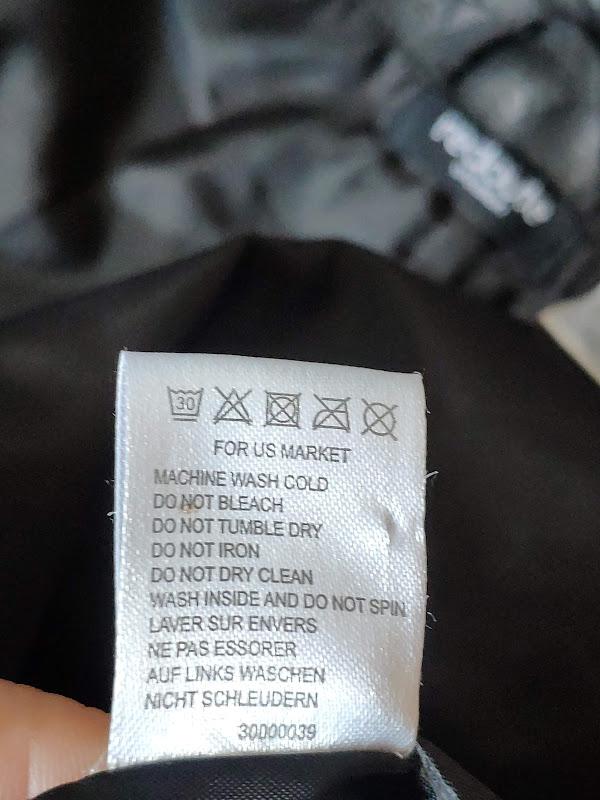 30
FOR US MARKET
MACHINE WASH COLD
DO NOT BLEACH
DO NOT TUMBLE DRY
DO NOT IRON
DO NOT DRY CLEAN
WASH INSIDE AND DO NOT SPIN
LAVER SUR ENVERS
NE PAS ESSORER
AUF LINKS WASCHEN
NICHT SCHLEUDERN
30000039